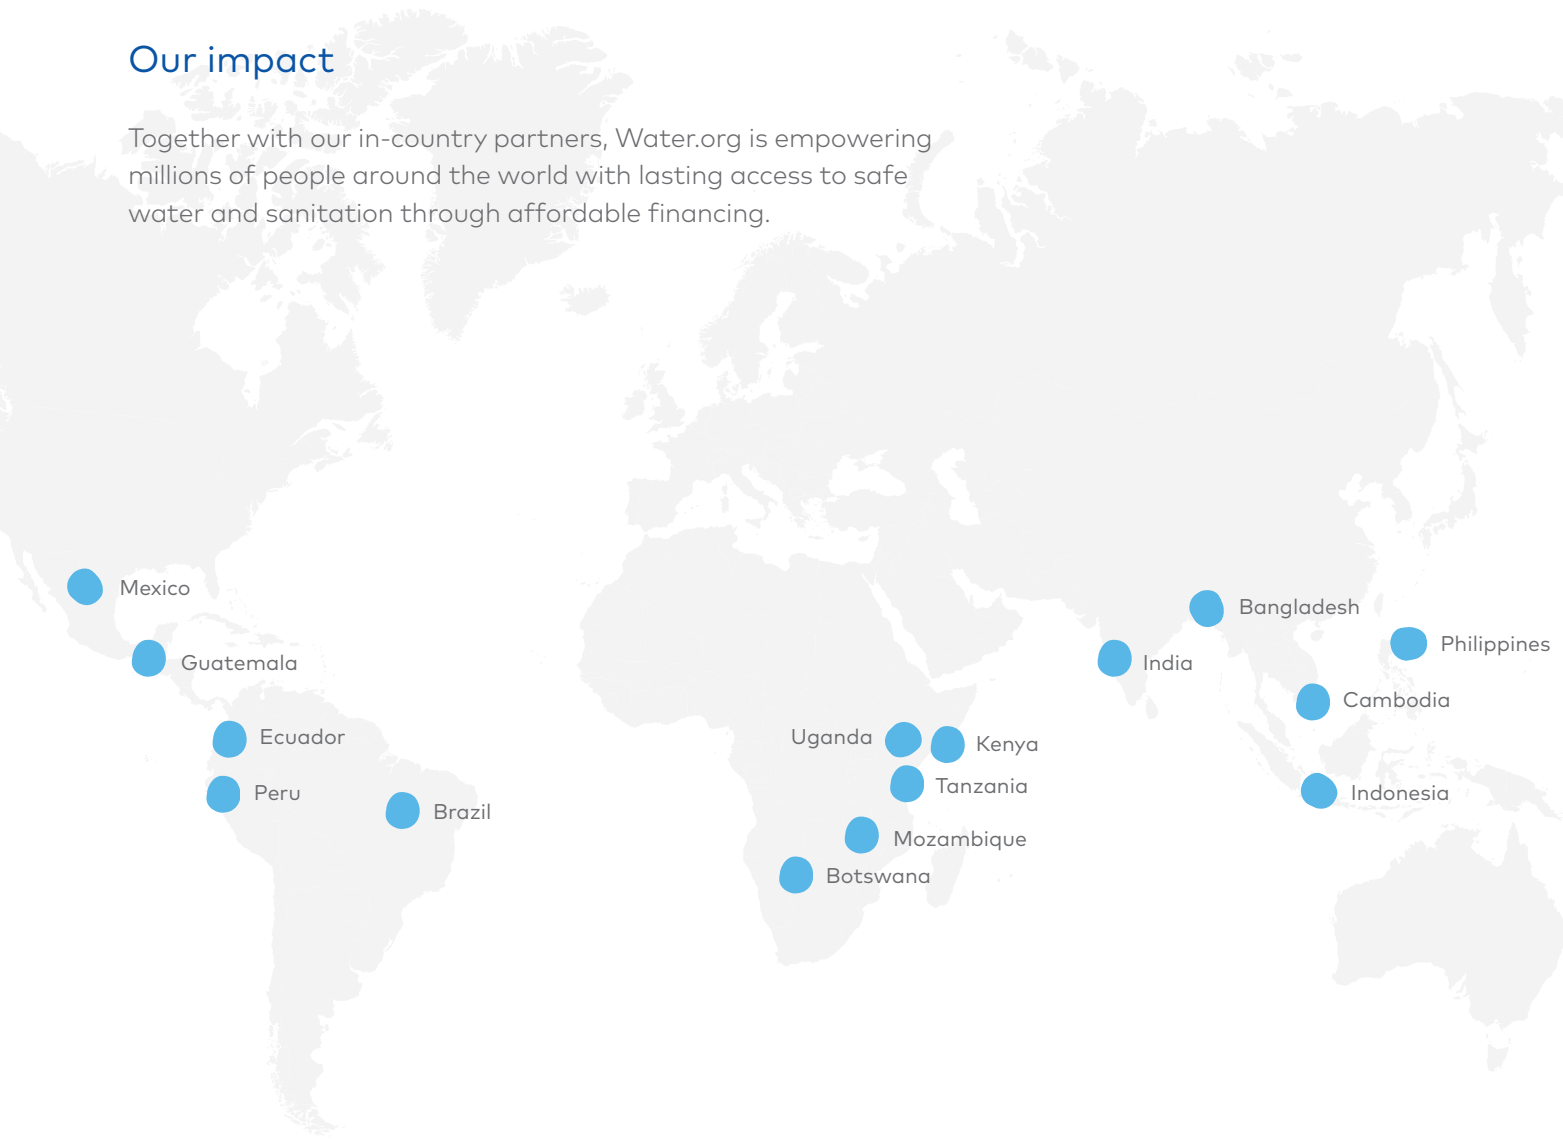 Our impact
Together with our in-country partners, Water.org is empowering
millions of people around the world with lasting access to safe
water and sanitation through affordable financing.
Mexico
Guatemala
Ecuador
Peru
Brazil
Uganda
Kenya
Tanzania
Mozambique
Botswana
Bangladesh
India
Philippines
Cambodia
Indonesia